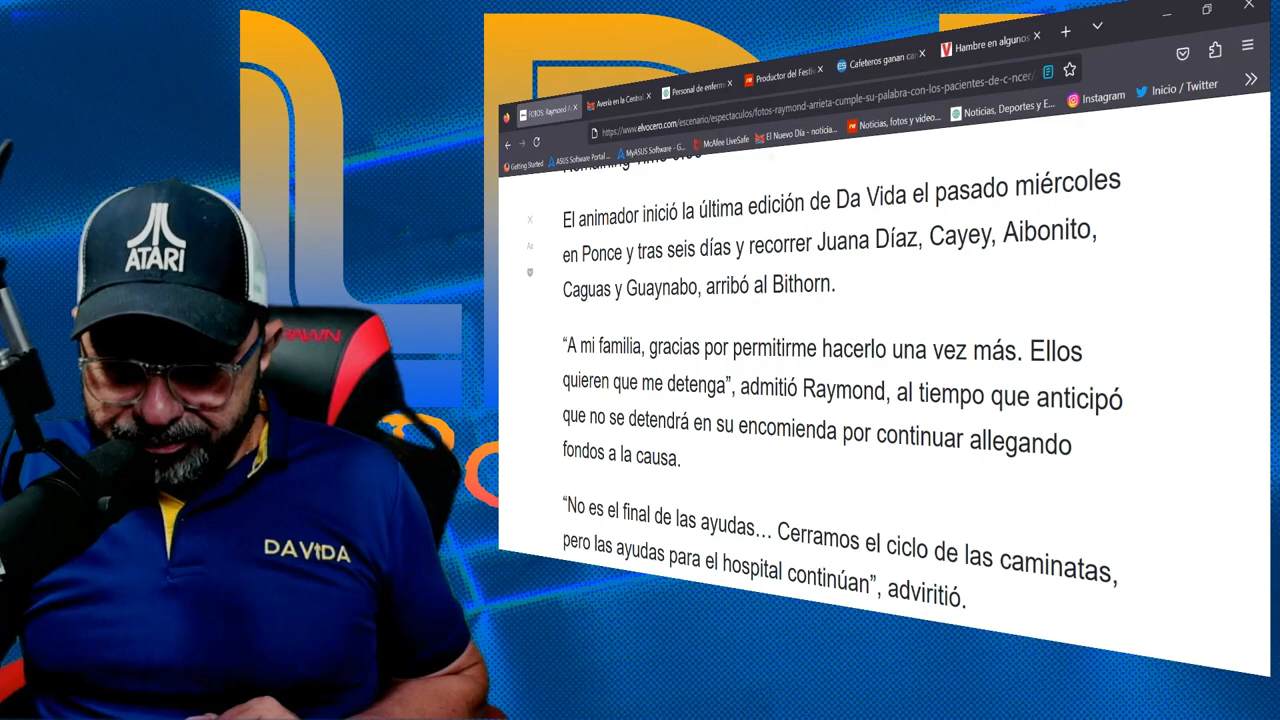 FOTOS: Raymond A
Avería en la Central
Personal de enferme
Productor del Festi
Cafeteros ganan ca
Hambre en algunos
https://www.elvocero.com/escenario/espectaculos/fotos-raymond-arrieta-cumple-su-palabra-con-los-pacientes-de-c-ncer/
Getting Started
ASUS Software Portal...
MyASUS Software - G...
McAfee LiveSafe
El Nuevo Día - noticia...
Noticias, fotos y video...
Noticias, Deportes y E...
Instagram
Inicio / Twitter
El animador inició la última edición de Da Vida el pasado miércoles
en Ponce y tras seis días y recorrer Juana Díaz, Cayey, Aibonito,
Caguas y Guaynabo, arribó al Bithorn.
“A mi familia, gracias por permitirme hacerlo una vez más. Ellos
quieren que me detenga”, admitió Raymond, al tiempo que anticipó
que no se detendrá en su encomienda por continuar allegando
fondos a la causa.
“No es el final de las ayudas… Cerramos el ciclo de las caminatas,
pero las ayudas para el hospital continúan”, adviritió.
ATARI
DAVIDA